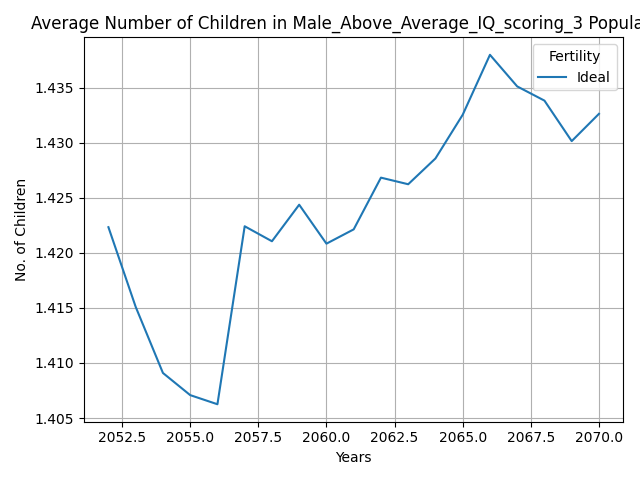 Average Number of Children in Male_Above_Average_IQ_scoring_3 Popula
Fertility
Ideal
No. of Children
1.435
1.430
1.425
1.420
1.415
1.410
1.405
2052.5 2055.0 2057.5 2060.0 2062.5 2065.0 2067.5 2070.0
Years